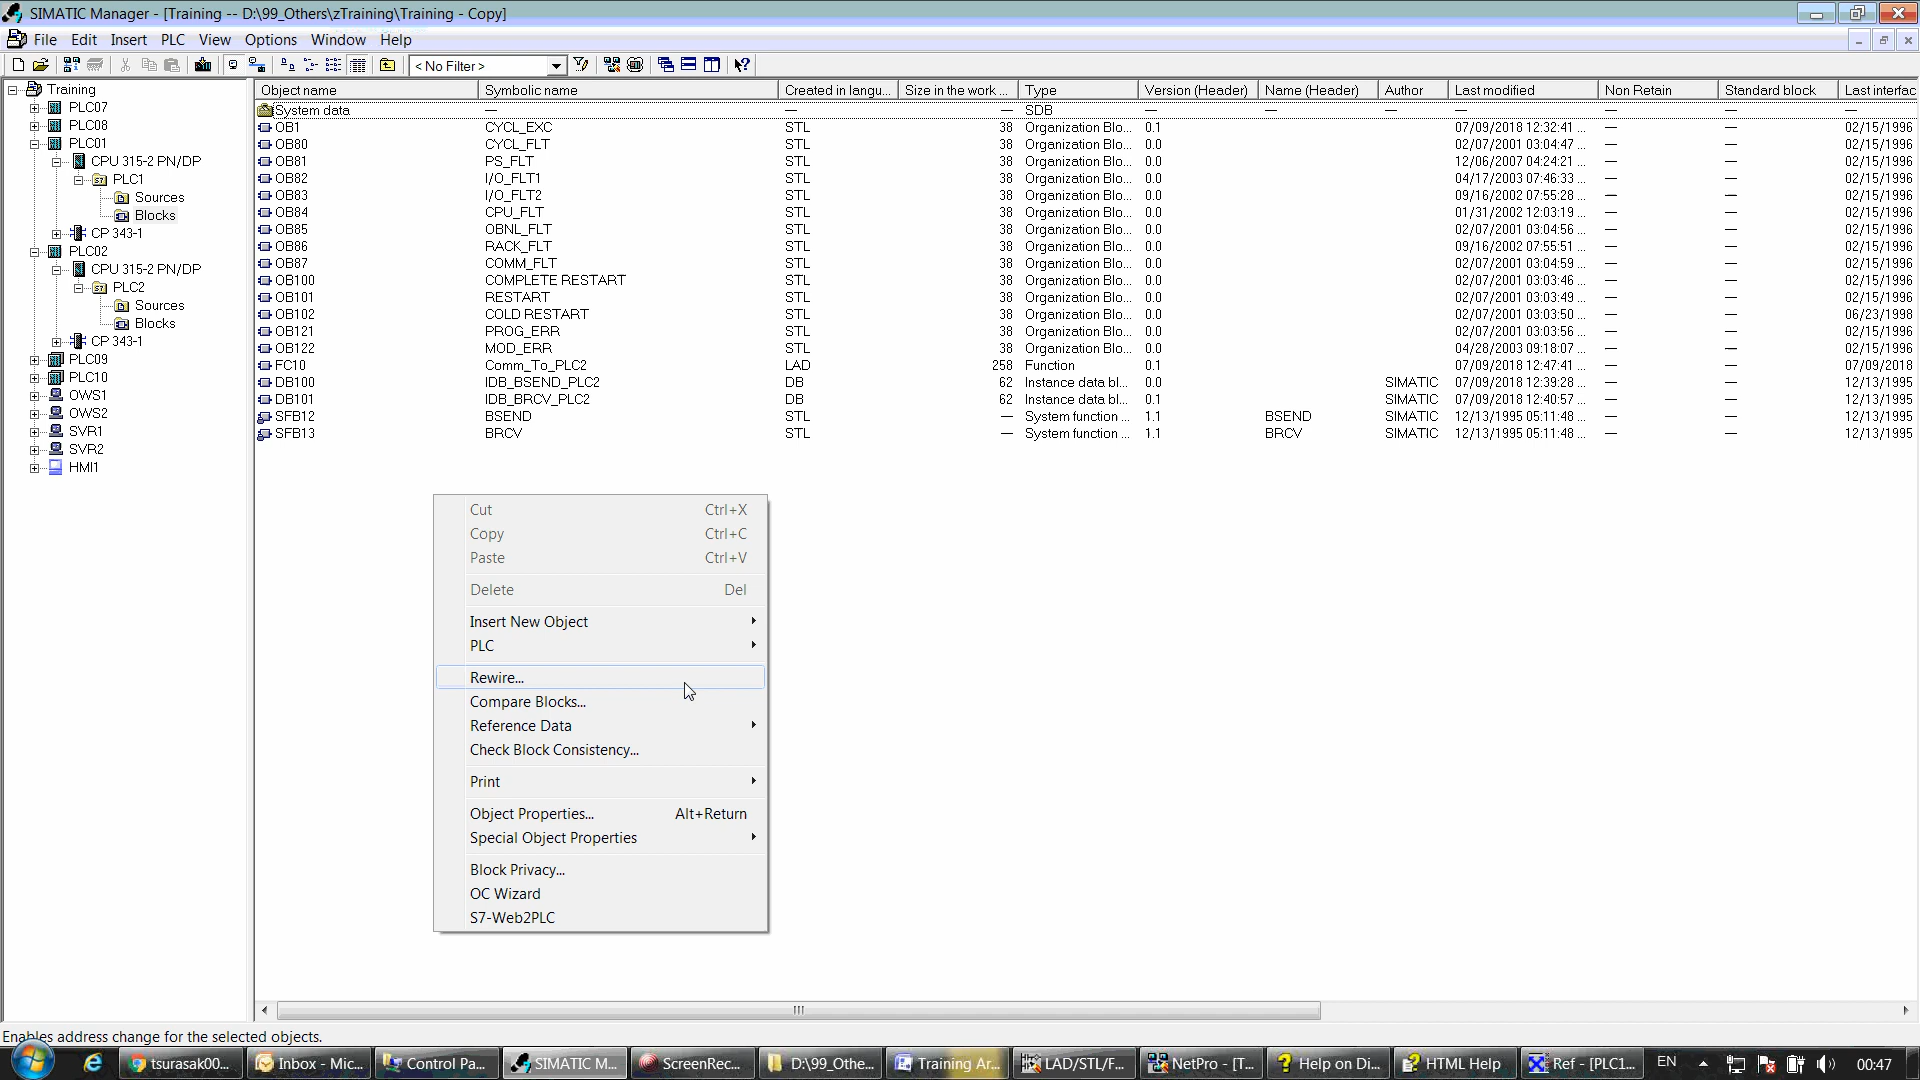 SIMATIC Manager - [Training -- D:\99_Others\zTraining\Training - Copy]
File Edit Insert PLC View Options Window Help
< No Filter >
Training
PLC07
PLC08
PLC01
CPU 315-2 PN/DP
PLC1
Sources
Blocks
CP 343-1
PLC02
CPU 315-2 PN/DP
PLC2
Sources
Blocks
CP 343-1
PLC09
PLC10
OWS1
OWS2
SVR1
SVR2
HMI1
Object name Symbolic name Created in langu... Size in the work ... Type Version (Header) Name (Header) Author Last modified Non Retain Standard block Last interfac
System data — — — SDB — — — — — — —
OB1 CYCL_EXC STL 38 Organization Blo... 0.1 07/09/2018 12:32:41 ... — — 02/15/1996
OB80 CYCL_FLT STL 38 Organization Blo... 0.0 02/07/2001 03:04:47 ... — — 02/15/1996
OB81 PS_FLT STL 38 Organization Blo... 0.0 12/06/2007 04:24:21 ... — — 02/15/1996
OB82 I/O_FLT1 STL 38 Organization Blo... 0.0 04/17/2003 07:46:33 ... — — 02/15/1996
OB83 I/O_FLT2 STL 38 Organization Blo... 0.0 09/16/2002 07:55:28 ... — — 02/15/1996
OB84 CPU_FLT STL 38 Organization Blo... 0.0 01/31/2002 12:03:19 ... — — 02/15/1996
OB85 OBNL_FLT STL 38 Organization Blo... 0.0 02/07/2001 03:04:56 ... — — 02/15/1996
OB86 RACK_FLT STL 38 Organization Blo... 0.0 09/16/2002 07:55:51 ... — — 02/15/1996
OB87 COMM_FLT STL 38 Organization Blo... 0.0 02/07/2001 03:04:59 ... — — 02/15/1996
OB100 COMPLETE RESTART STL 38 Organization Blo... 0.0 02/07/2001 03:03:46 ... — — 02/15/1996
OB101 RESTART STL 38 Organization Blo... 0.0 02/07/2001 03:03:49 ... — — 02/15/1996
OB102 COLD RESTART STL 38 Organization Blo... 0.0 02/07/2001 03:03:50 ... — — 06/23/1998
OB121 PROG_ERR STL 38 Organization Blo... 0.0 02/07/2001 03:03:56 ... — — 02/15/1996
OB122 MOD_ERR STL 38 Organization Blo... 0.0 04/28/2003 09:18:07 ... — — 02/15/1996
FC10 Comm_To_PLC2 LAD 258 Function 0.1 07/09/2018 12:47:41 ... — — 07/09/2018
DB100 IDB_BSEND_PLC2 DB 62 Instance data bl... 0.0 SIMATIC 07/09/2018 12:39:28 ... — — 12/13/1995
DB101 IDB_BRCV_PLC2 DB 62 Instance data bl... 0.1 SIMATIC 07/09/2018 12:40:57 ... — — 12/13/1995
SFB12 BSEND STL — System function ... 1.1 BSEND SIMATIC 12/13/1995 05:11:48 ... — — 12/13/1995
SFB13 BRCV STL — System function ... 1.1 BRCV SIMATIC 12/13/1995 05:11:48 ... — — 12/13/1995
Cut Ctrl+X
Copy Ctrl+C
Paste Ctrl+V
Delete Del
Insert New Object
PLC
Rewire...
Compare Blocks...
Reference Data
Check Block Consistency...
Print
Object Properties... Alt+Return
Special Object Properties
Block Privacy...
OC Wizard
S7-Web2PLC
Enables address change for the selected objects.
tsurasak00... Inbox - Mic... Control Pa... SIMATIC M... ScreenRec... D:\99_Othe... Training Ar... LAD/STL/F... NetPro - [T... Help on Di... HTML Help Ref - [PLC1... EN 00:47